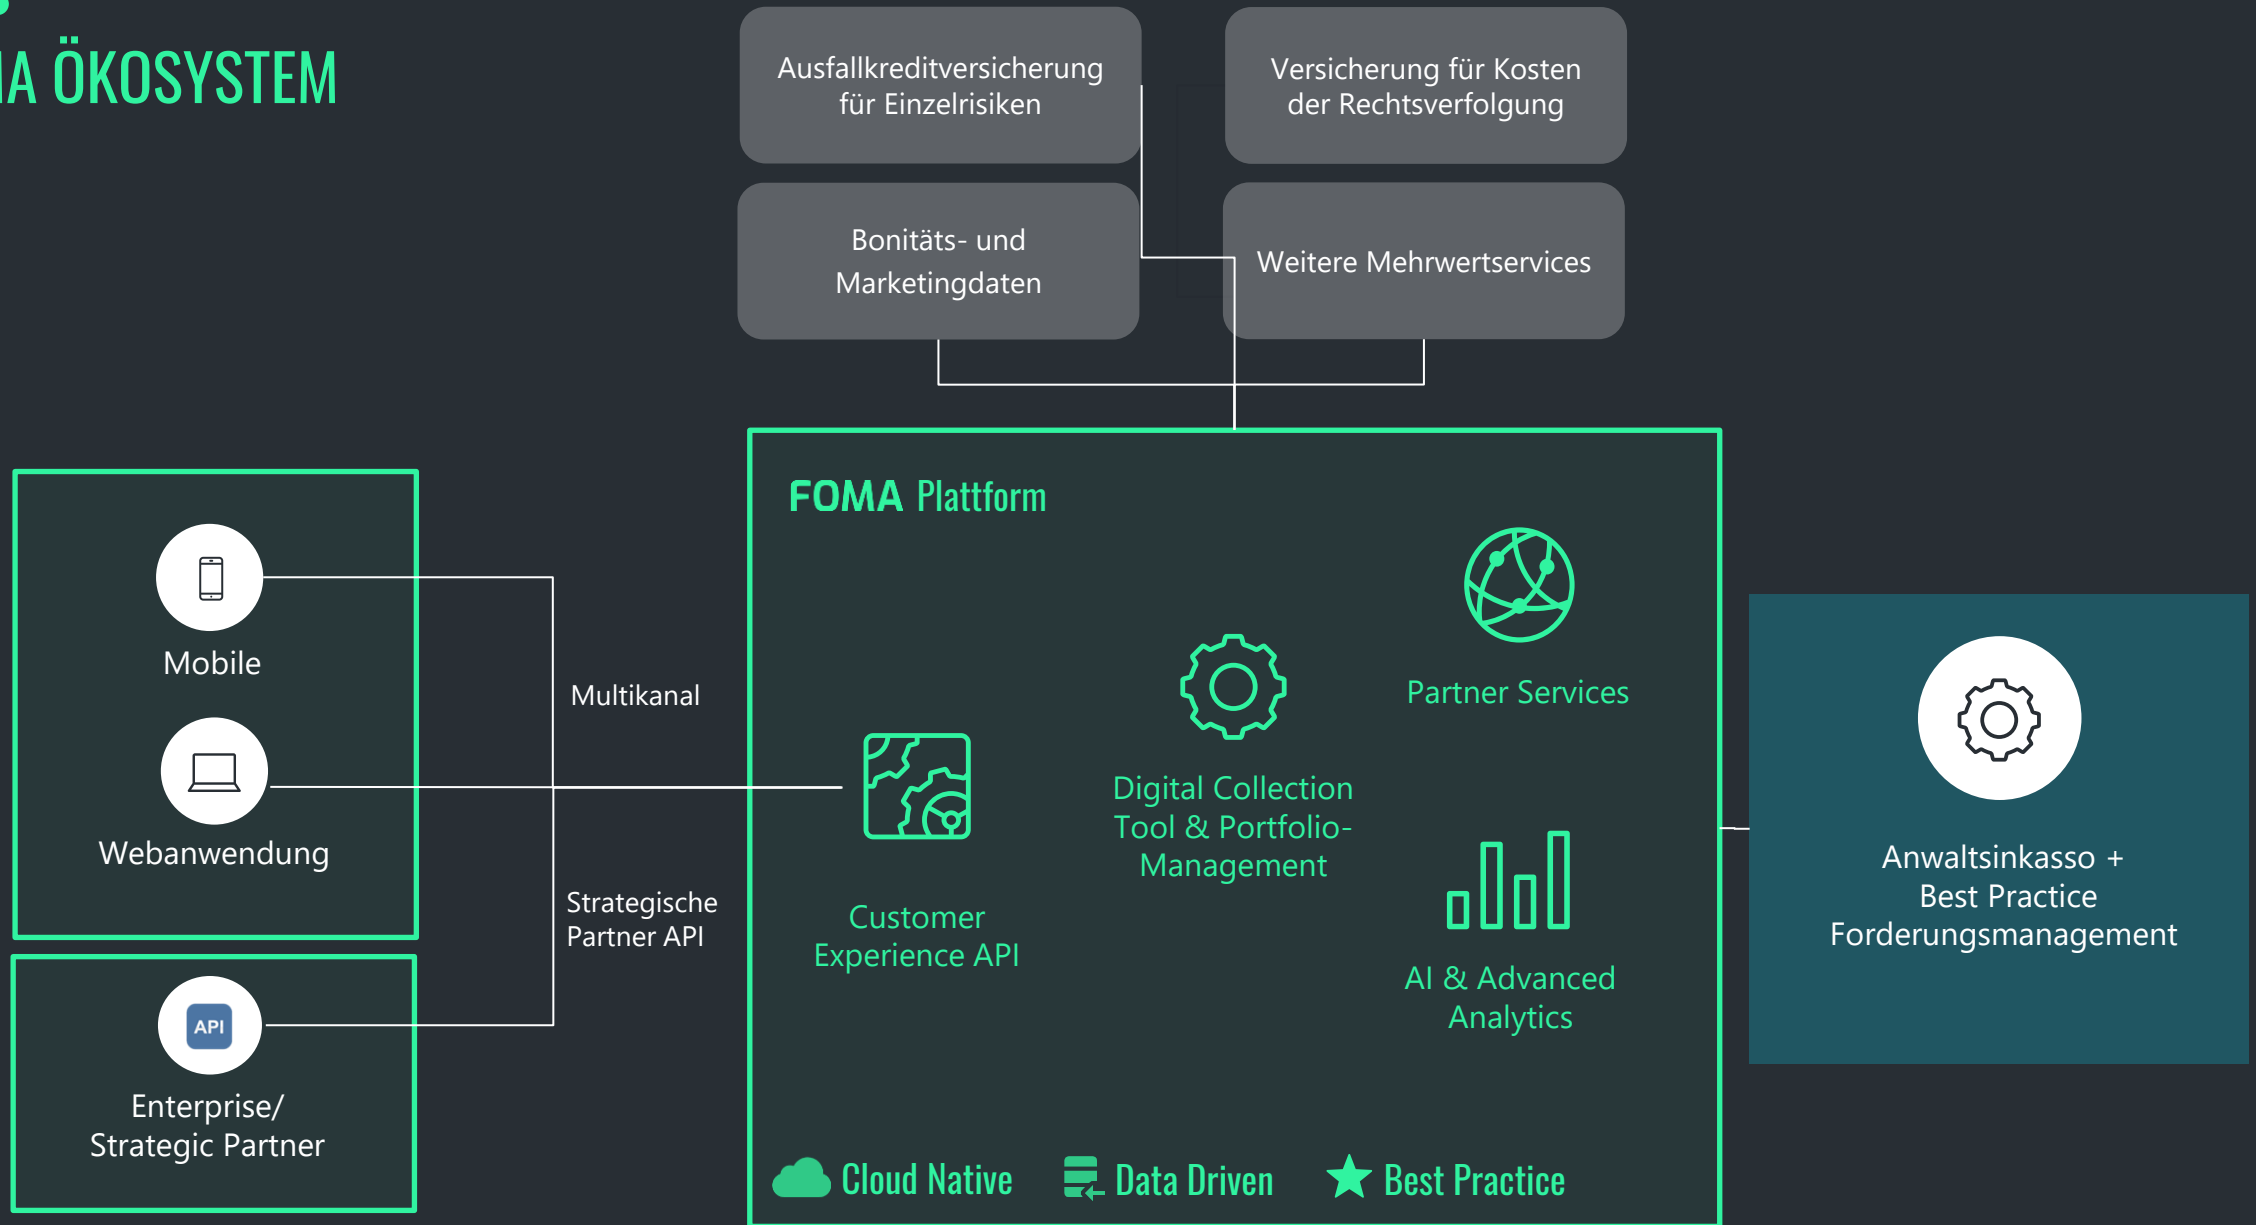 ÖKOSYSTEM
Ausfallkreditversicherung
für Einzelrisiken
Versicherung für Kosten
der Rechtsverfolgung
Bonitäts- und
Marketingdaten
Weitere Mehrwertservices
Mobile
Webanwendung
Enterprise/
Strategic Partner
API
Multikanal
Strategische
Partner API
FOMA Plattform
Customer
Experience API
Digital Collection
Tool & Portfolio-
Management
Partner Services
AI & Advanced
Analytics
Cloud Native
Data Driven
Best Practice
Anwaltsinkasso +
Best Practice
Forderungsmanagement